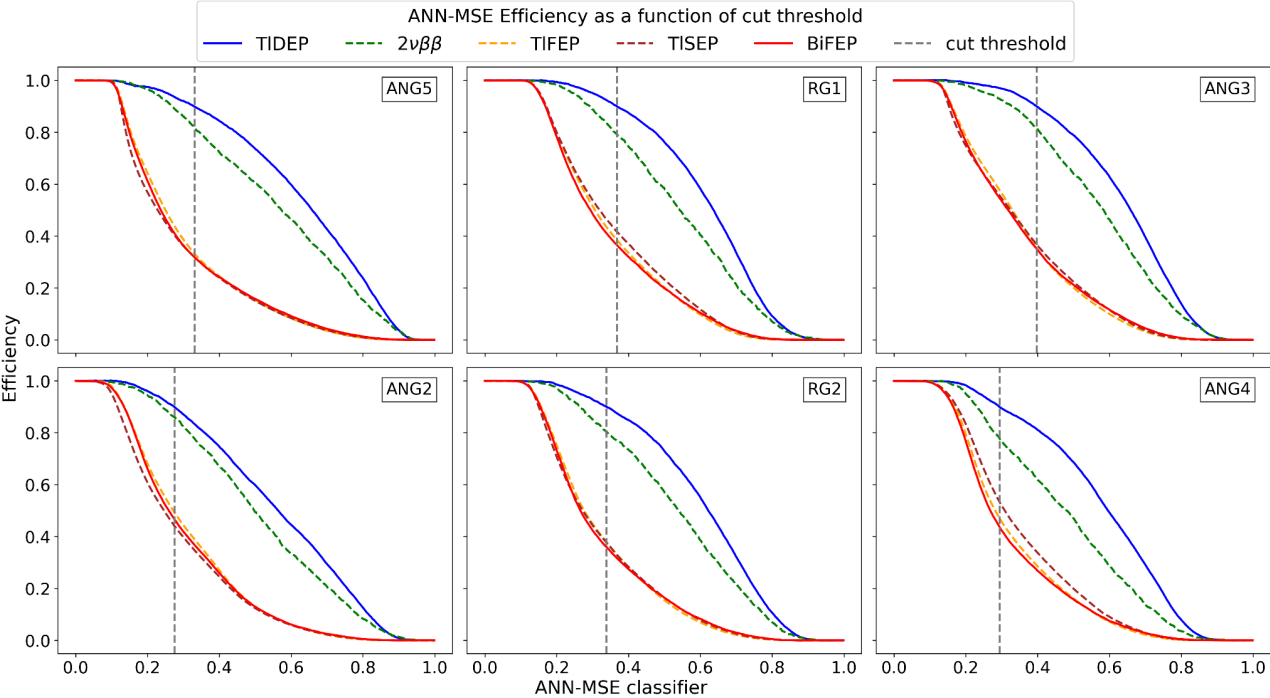 ANN-MSE Efficiency as a function of cut threshold
TlDEP 2νββ TlFEP TlSEP BiFEP cut threshold
ANG5 RG1 ANG3
1.0
0.8
0.6
0.4
0.2
0.0
Efficiency
ANG2 RG2 ANG4
1.0
0.8
0.6
0.4
0.2
0.0
0.0 0.2 0.4 0.6 0.8 1.0 0.0 0.2 0.4 0.6 0.8 1.0 0.0 0.2 0.4 0.6 0.8 1.0
ANN-MSE classifier